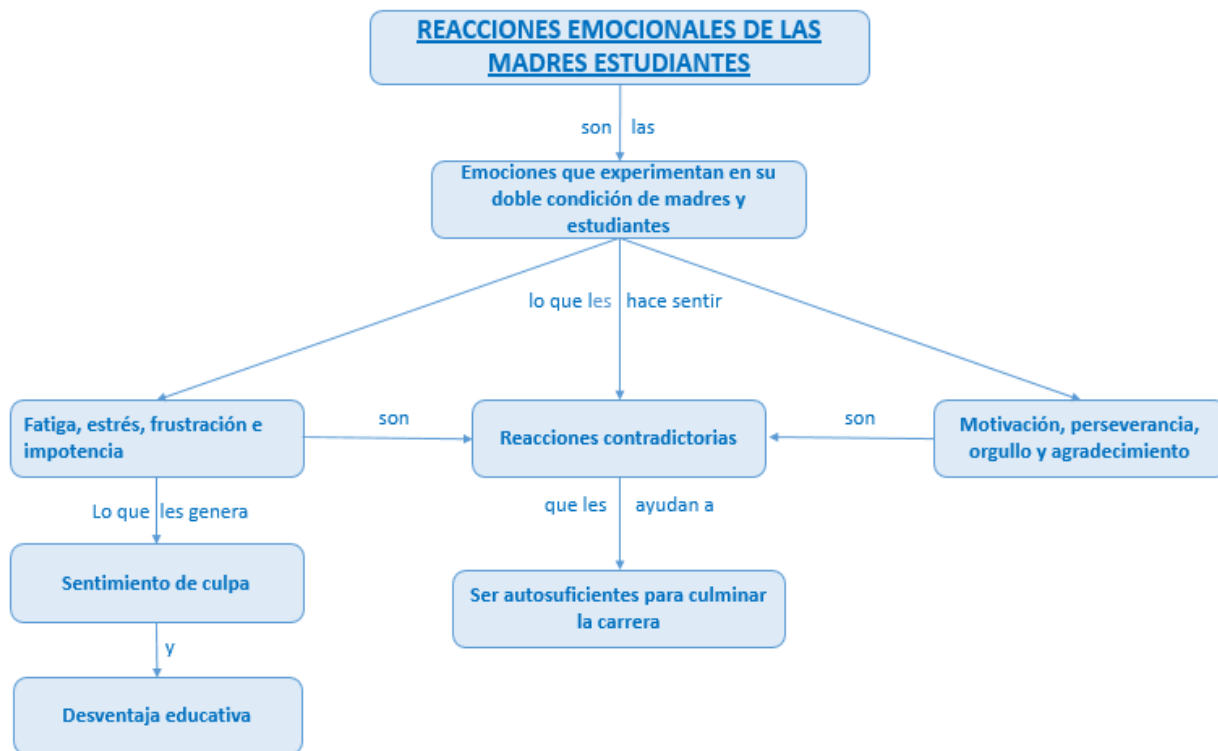 REACCIONES EMOCIONALES DE LAS
MADRES ESTUDIANTES
son las
Emociones que experimentan en su
doble condición de madres y
estudiantes
lo que les hace sentir
Fatiga, estrés, frustración e
impotencia
son
Reacciones contradictorias
son
Motivación, perseverancia,
orgullo y agradecimiento
Lo que les genera
que les ayudan a
Sentimiento de culpa
Ser autosuficientes para culminar
la carrera
y
Desventaja educativa